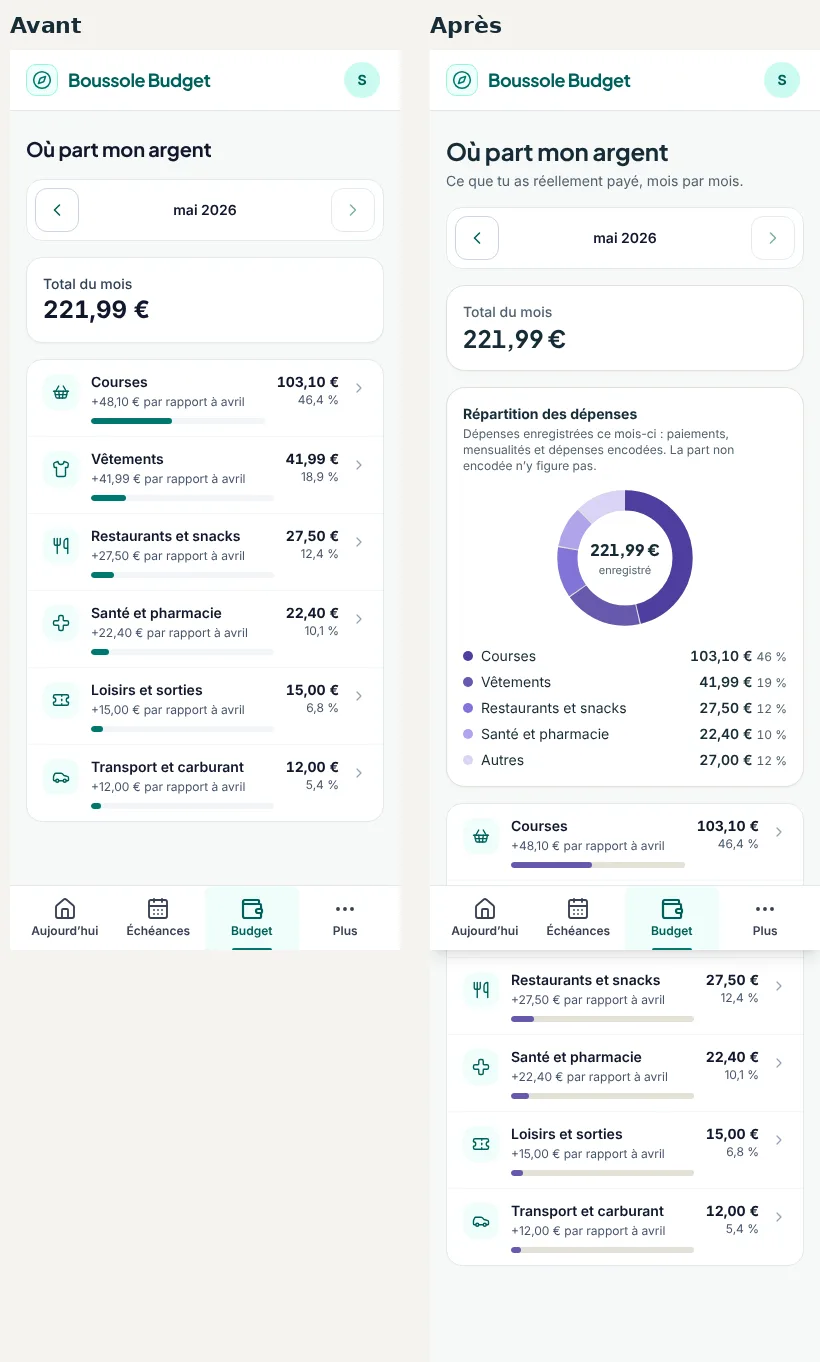 Avant
Boussole Budget
S
Où part mon argent
mai 2026
Total du mois
221,99 €
Courses
103,10 €
+48,10 € par rapport à avril
46,4 %
Vêtements
41,99 €
+41,99 € par rapport à avril
18,9 %
Restaurants et snacks
27,50 €
+27,50 € par rapport à avril
12,4 %
Santé et pharmacie
22,40 €
+22,40 € par rapport à avril
10,1 %
Loisirs et sorties
15,00 €
+15,00 € par rapport à avril
6,8 %
Transport et carburant
12,00 €
+12,00 € par rapport à avril
5,4 %
Aujourd’hui
Échéances
Budget
Plus
Après
Boussole Budget
S
Où part mon argent
Ce que tu as réellement payé, mois par mois.
mai 2026
Total du mois
221,99 €
Répartition des dépenses
Dépenses enregistrées ce mois-ci : paiements,
mensualités et dépenses encodées. La part non
encodée n’y figure pas.
221,99 €
enregistré
Courses 103,10 € 46 %
Vêtements 41,99 € 19 %
Restaurants et snacks 27,50 € 12 %
Santé et pharmacie 22,40 € 10 %
Autres 27,00 € 12 %
Courses
103,10 €
+48,10 € par rapport à avril
46,4 %
Aujourd’hui
Échéances
Budget
Plus
Restaurants et snacks
27,50 €
+27,50 € par rapport à avril
12,4 %
Santé et pharmacie
22,40 €
+22,40 € par rapport à avril
10,1 %
Loisirs et sorties
15,00 €
+15,00 € par rapport à avril
6,8 %
Transport et carburant
12,00 €
+12,00 € par rapport à avril
5,4 %